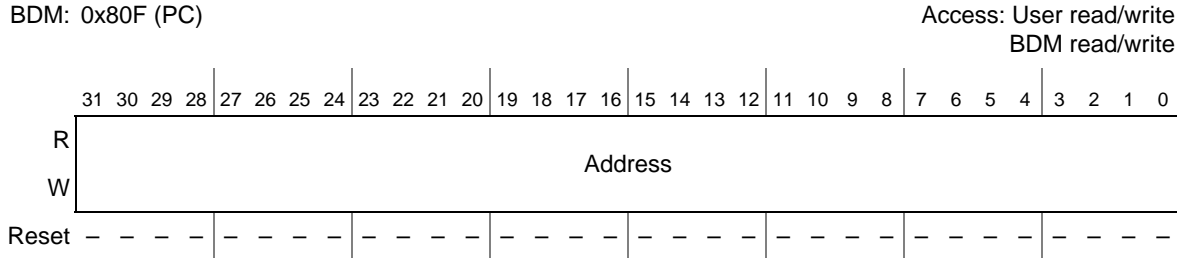 BDM: 0x80F (PC) Access: User read/write
BDM read/write
31 30 29 28 27 26 25 24 23 22 21 20 19 18 17 16 15 14 13 12 11 10 9 8 7 6 5 4 3 2 1 0
R
Address
W
Reset – – – – – – – – – – – – – – – – – – – – – – – – – – – – – – – –